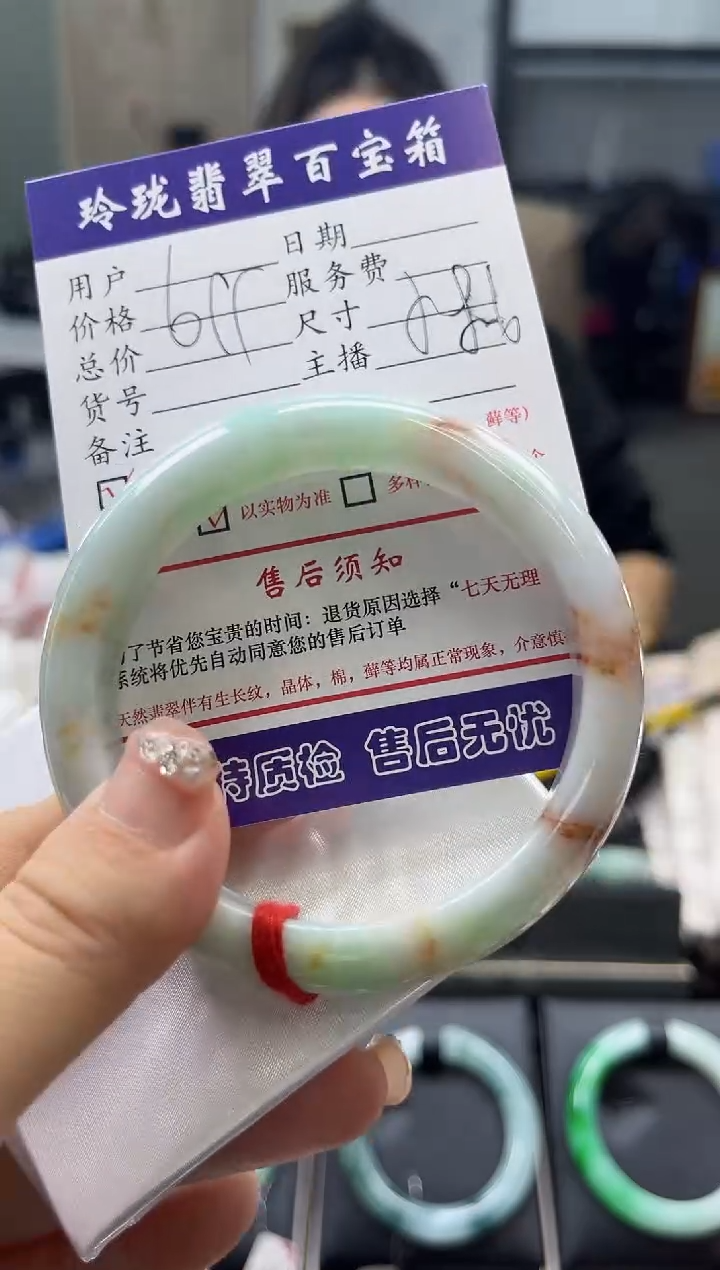 玲珑翡翠百宝箱
用户 日期
价格 服务费
总价 尺寸
货号 主播
备注
藓等)
以实物为准 多样
售后须知
了节省您宝贵的时间：退货原因选择“七天无理
系统将优先自动同意您的售后订单
天然翡翠伴有生长纹，晶体，棉，藓等均属正常现象，介意慎
持质检 售后无忧